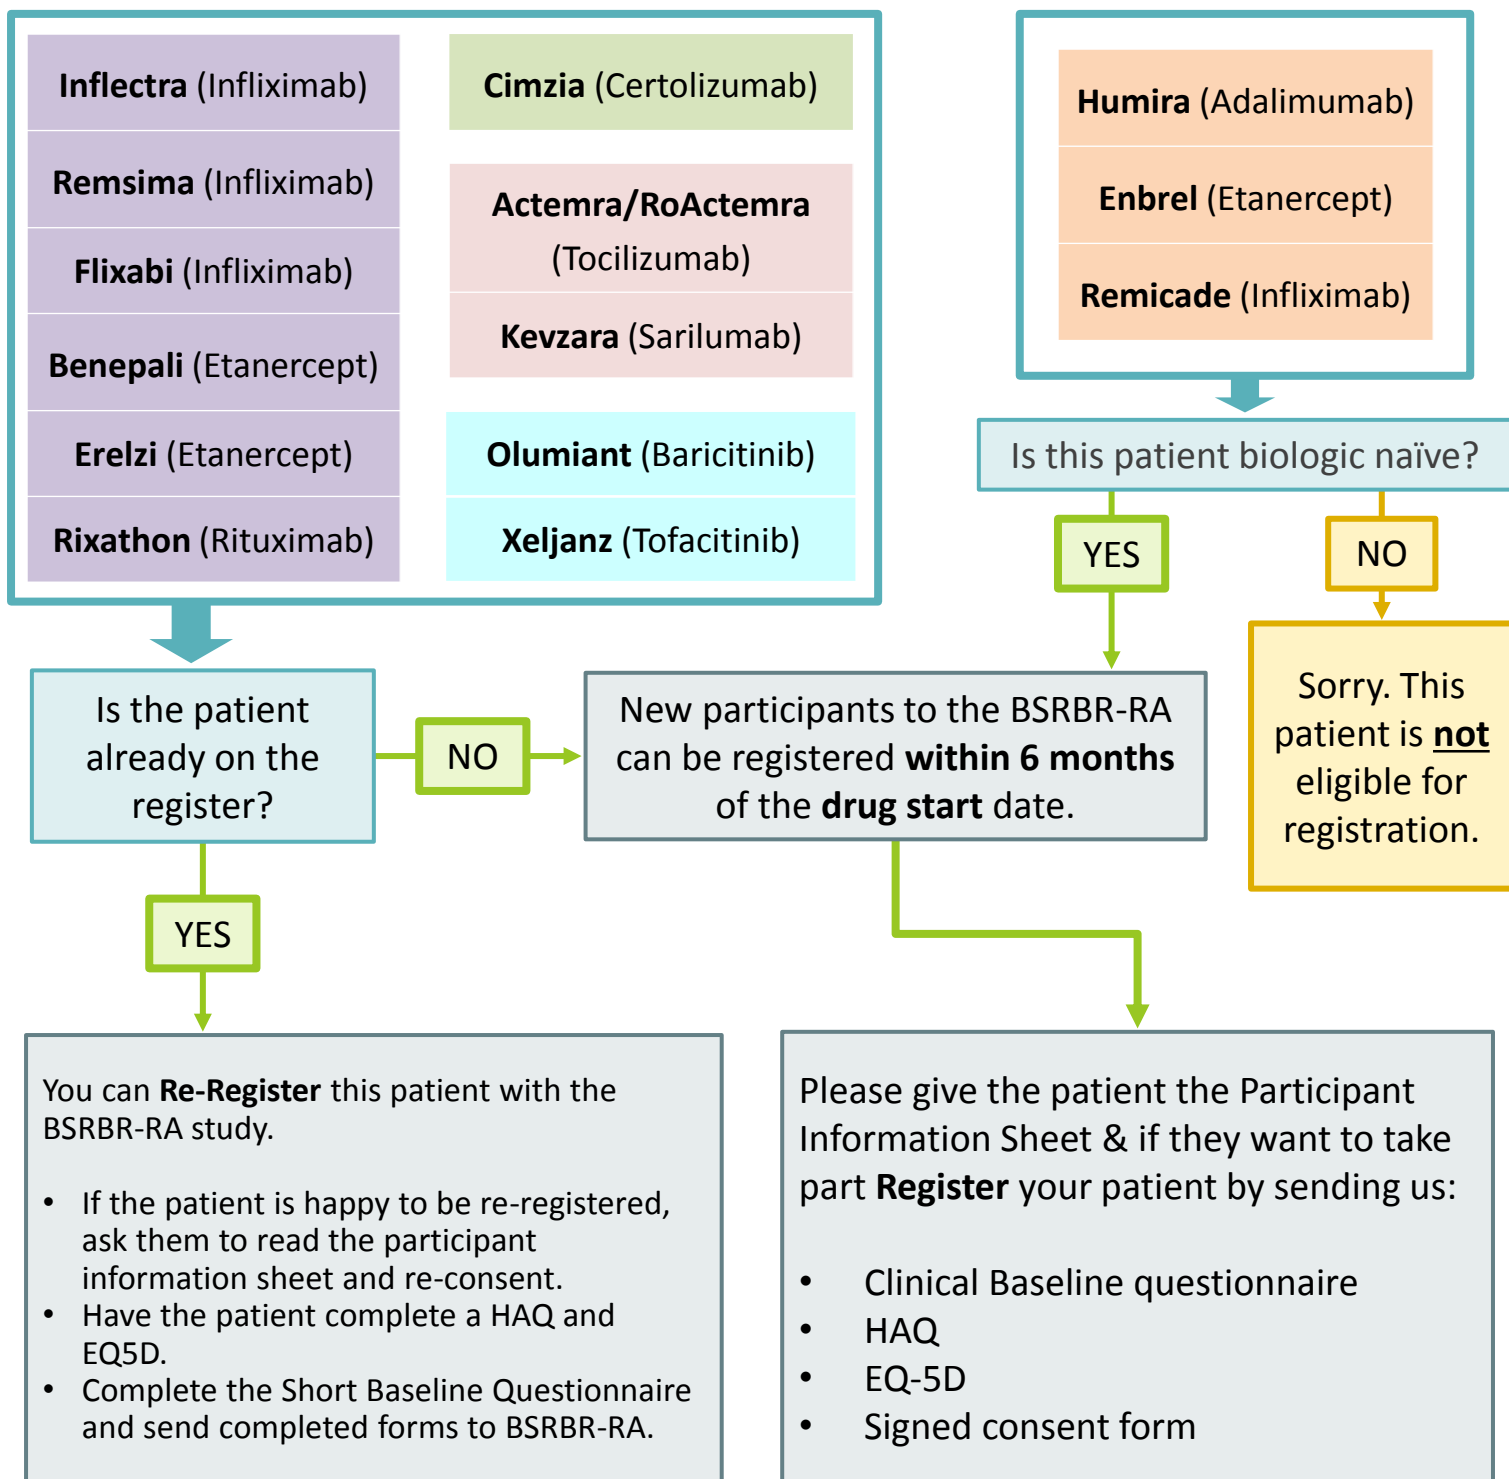 Inflectra (Infliximab)
Remsima (Infliximab)
Flixabi (Infliximab)
Benepali (Etanercept)
Erelzi (Etanercept)
Rixathon (Rituximab)
Cimzia (Certolizumab)
Actemra/RoActemra
(Tocilizumab)
Kevzara (Sarilumab)
Olumiant (Baricitinib)
Xeljanz (Tofacitinib)
Humira (Adalimumab)
Enbrel (Etanercept)
Remicade (Infliximab)
Is this patient biologic naïve?
YES
NO
Is the patient
already on the
register?
NO
New participants to the BSRBR-RA
can be registered within 6 months
of the drug start date.
Sorry. This
patient is not
eligible for
registration.
YES
You can Re-Register this patient with the
BSRBR-RA study.
• If the patient is happy to be re-registered,
ask them to read the participant
information sheet and re-consent.
• Have the patient complete a HAQ and
EQ5D.
• Complete the Short Baseline Questionnaire
and send completed forms to BSRBR-RA.
Please give the patient the Participant
Information Sheet & if they want to take
part Register your patient by sending us:
• Clinical Baseline questionnaire
• HAQ
• EQ-5D
• Signed consent form